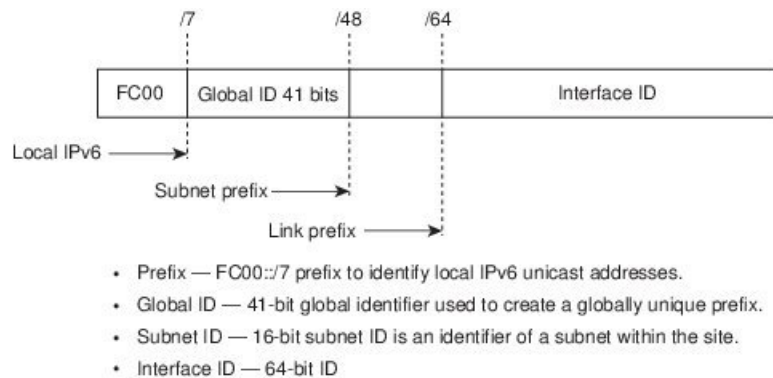 /7 /48 /64
FC00 Global ID 41 bits Interface ID
Local IPv6
Subnet prefix
Link prefix
• Prefix — FC00::/7 prefix to identify local IPv6 unicast addresses.
• Global ID — 41-bit global identifier used to create a globally unique prefix.
• Subnet ID — 16-bit subnet ID is an identifier of a subnet within the site.
• Interface ID — 64-bit ID